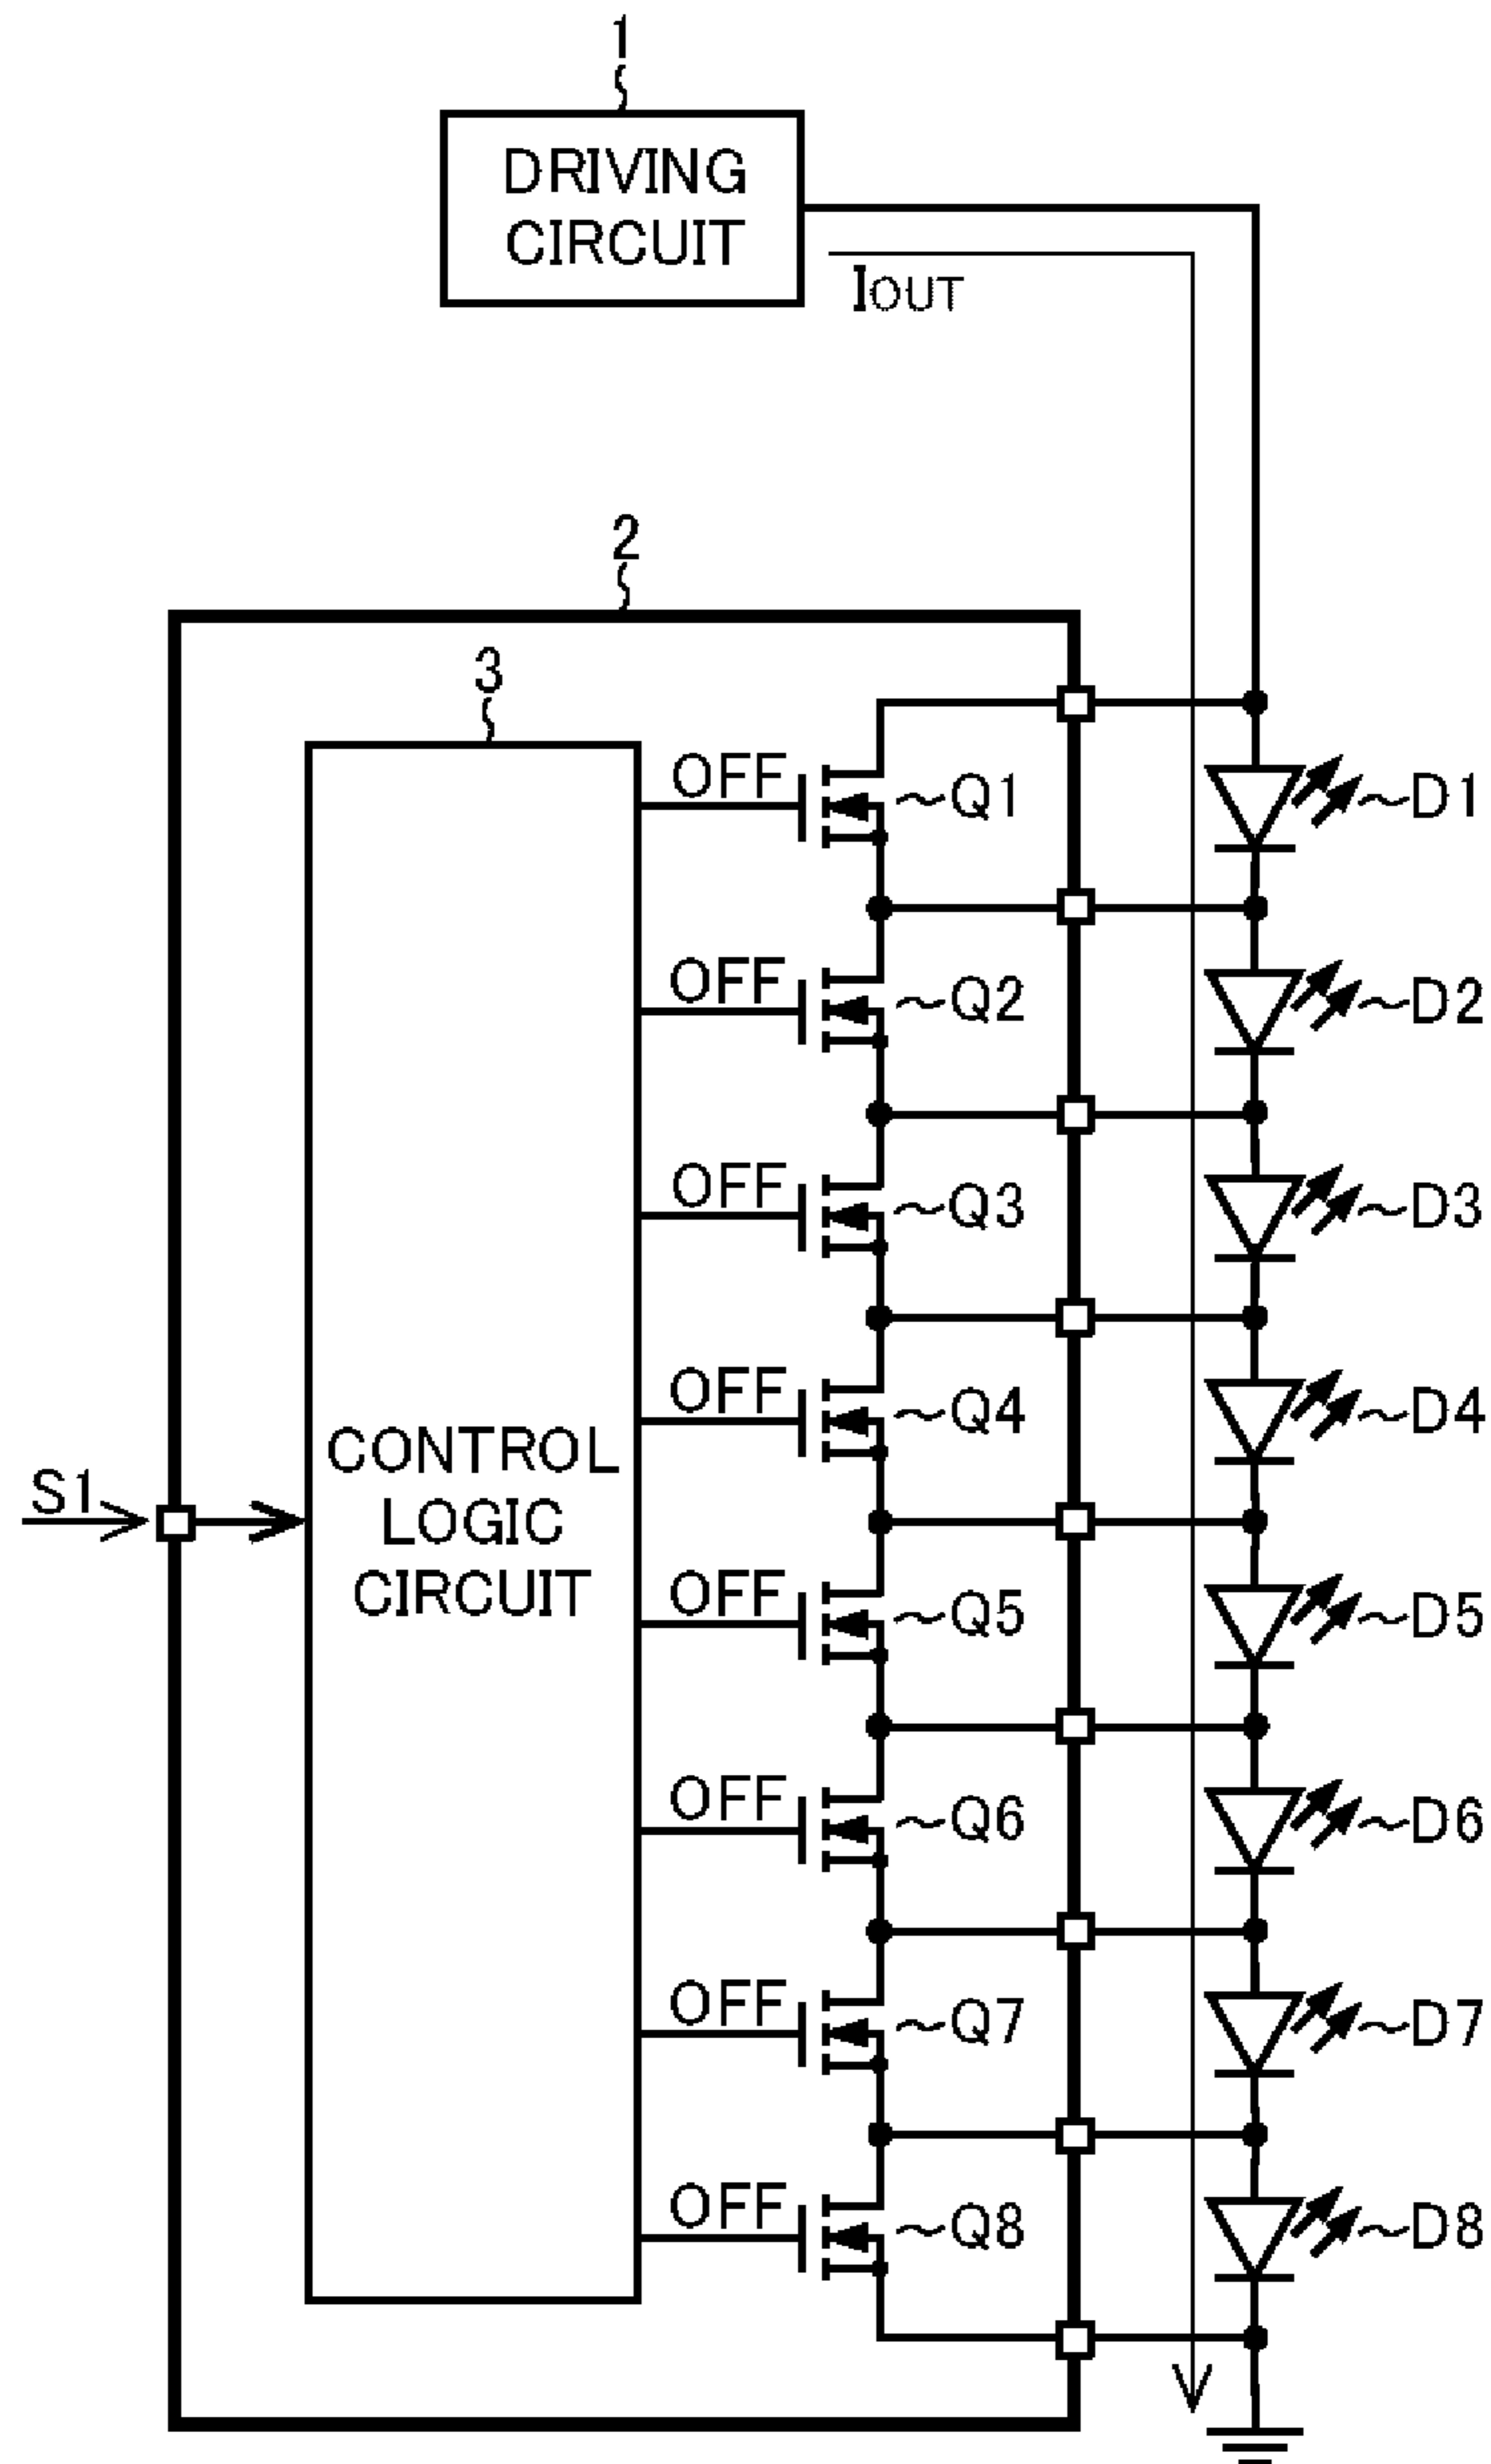 1
DRIVING
CIRCUIT
IOUT
2
3
OFF
Q1
D1
OFF
Q2
D2
OFF
Q3
D3
OFF
Q4
D4
CONTROL
LOGIC
CIRCUIT
S1
OFF
Q5
D5
OFF
Q6
D6
OFF
Q7
D7
OFF
Q8
D8